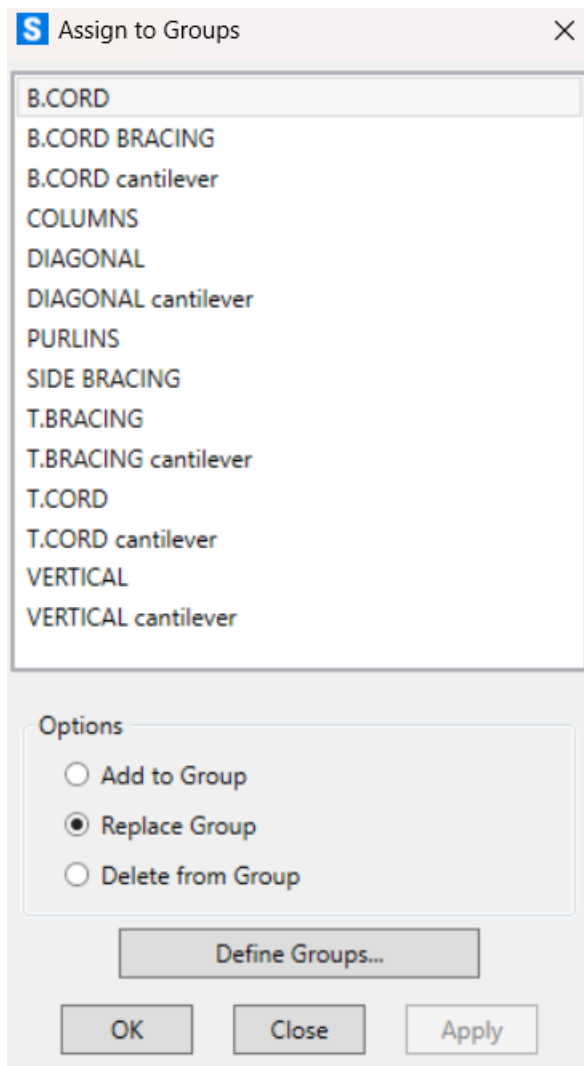 S Assign to Groups
B.CORD
B.CORD BRACING
B.CORD cantilever
COLUMNS
DIAGONAL
DIAGONAL cantilever
PURLINS
SIDE BRACING
T.BRACING
T.BRACING cantilever
T.CORD
T.CORD cantilever
VERTICAL
VERTICAL cantilever
Options
Add to Group
Replace Group
Delete from Group
Define Groups...
OK Close Apply